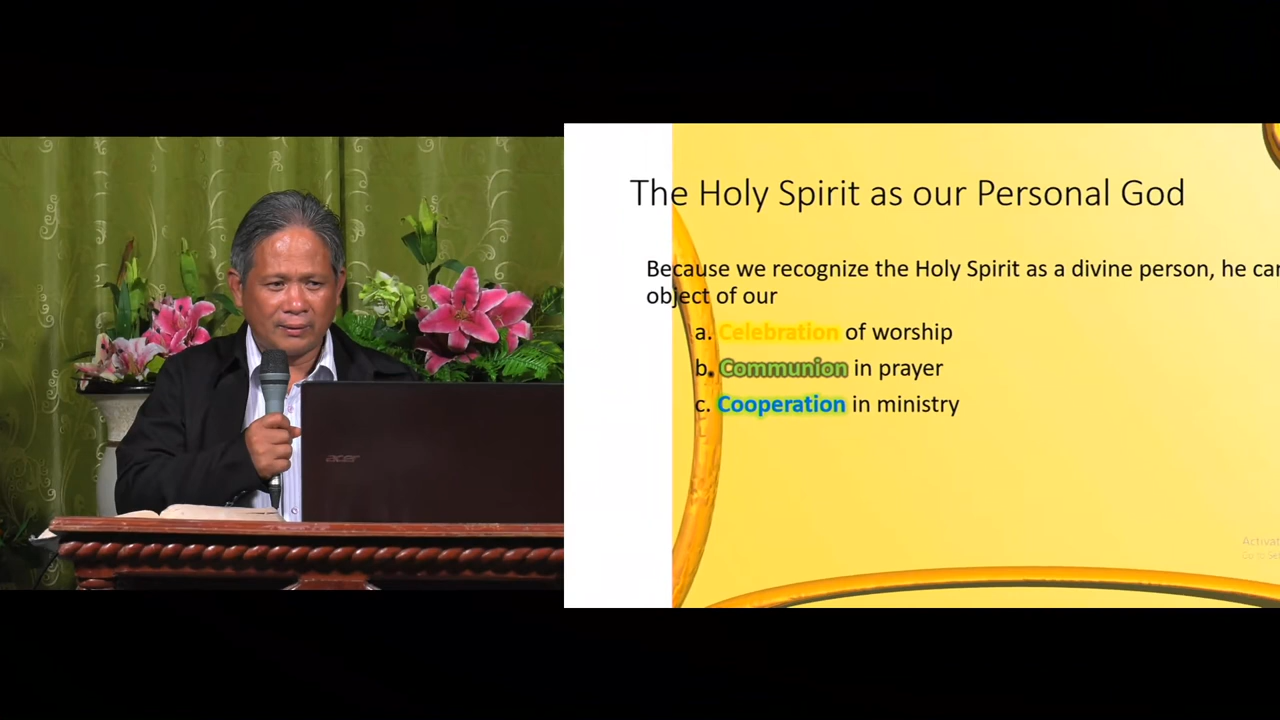 The Holy Spirit as our Personal God
Because we recognize the Holy Spirit as a divine person, he can
object of our
a. Celebration of worship
b. Communion in prayer
c. Cooperation in ministry
acer